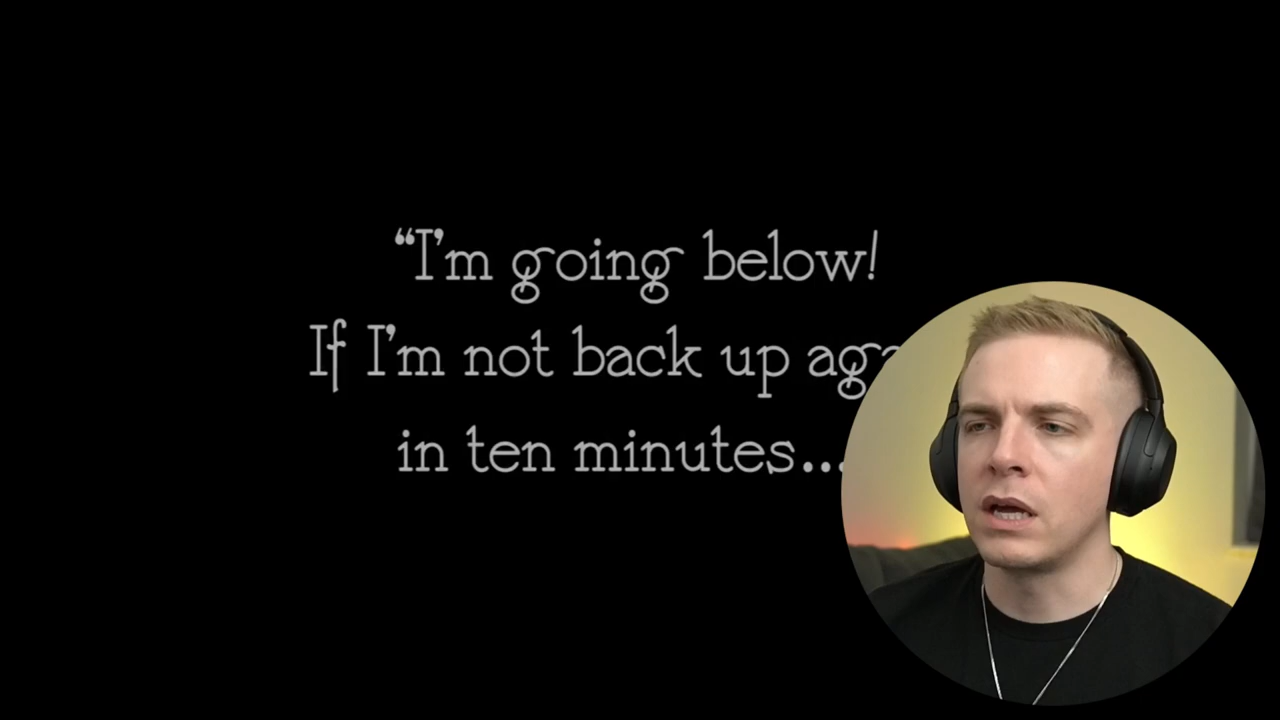 “I'm going below!
If I'm not back up
in ten minutes...